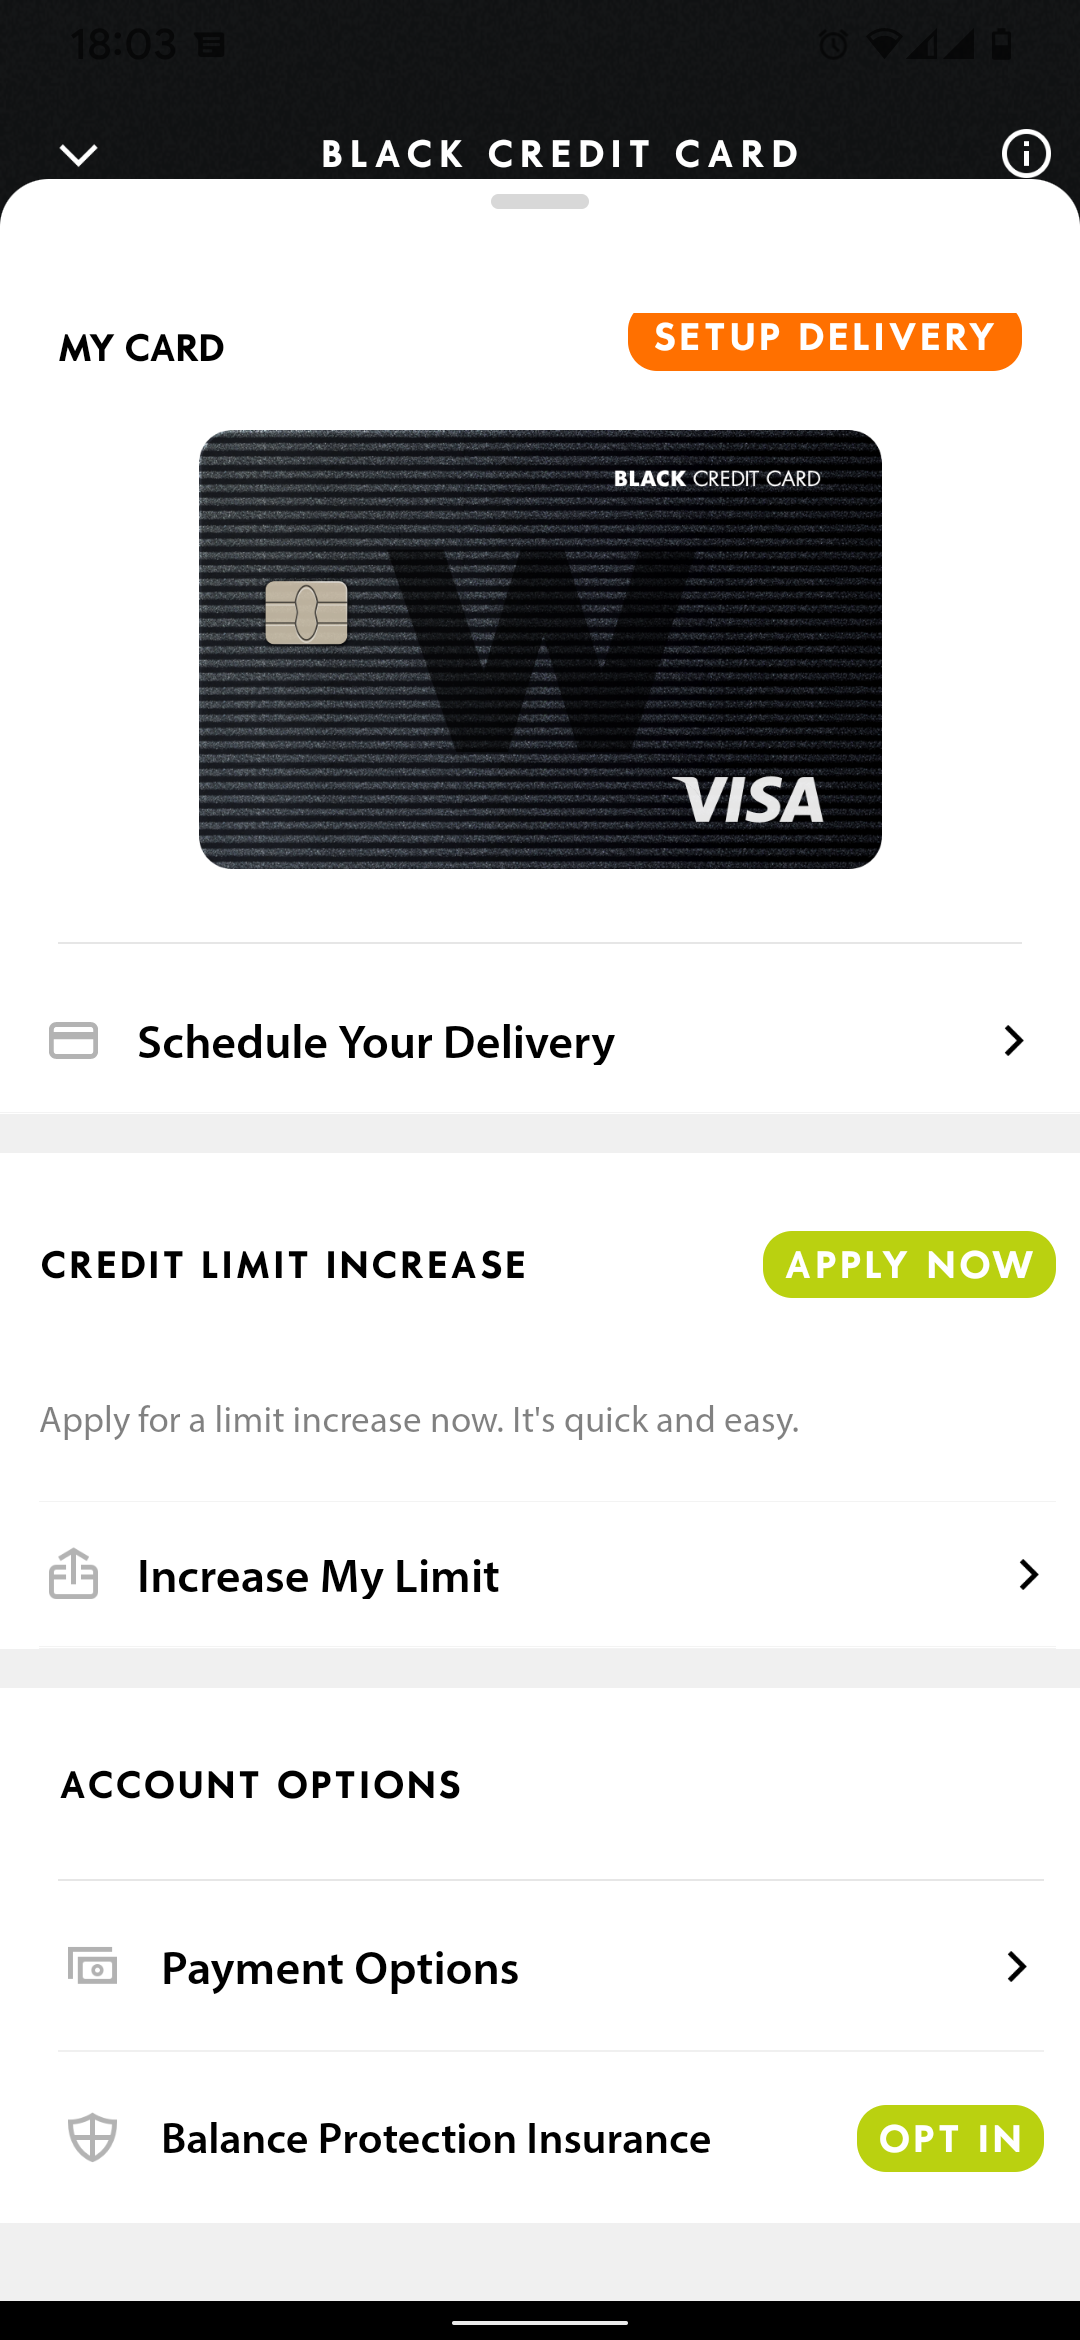 18:03
BLACK CREDIT CARD
MY CARD
SETUP DELIVERY
BLACK CREDIT CARD
W
VISA
Schedule Your Delivery
CREDIT LIMIT INCREASE
APPLY NOW
Apply for a limit increase now. It's quick and easy.
Increase My Limit
ACCOUNT OPTIONS
Payment Options
Balance Protection Insurance
OPT IN